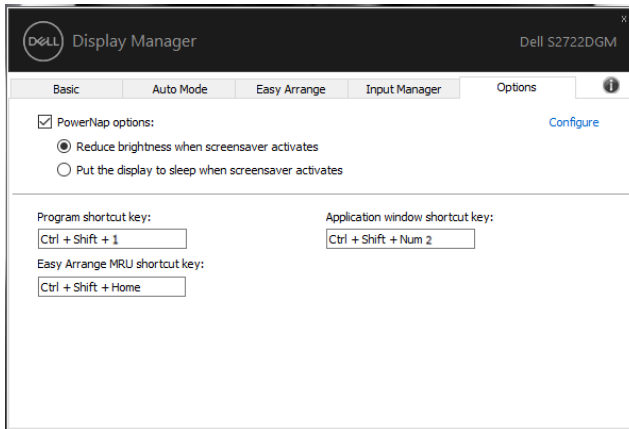 DELL Display Manager Dell S2722DGM
x
Basic Auto Mode Easy Arrange Input Manager Options i
PowerNap options: Configure
Reduce brightness when screensaver activates
Put the display to sleep when screensaver activates
Program shortcut key: Application window shortcut key:
Ctrl + Shift + 1 Ctrl + Shift + Num 2
Easy Arrange MRU shortcut key:
Ctrl + Shift + Home